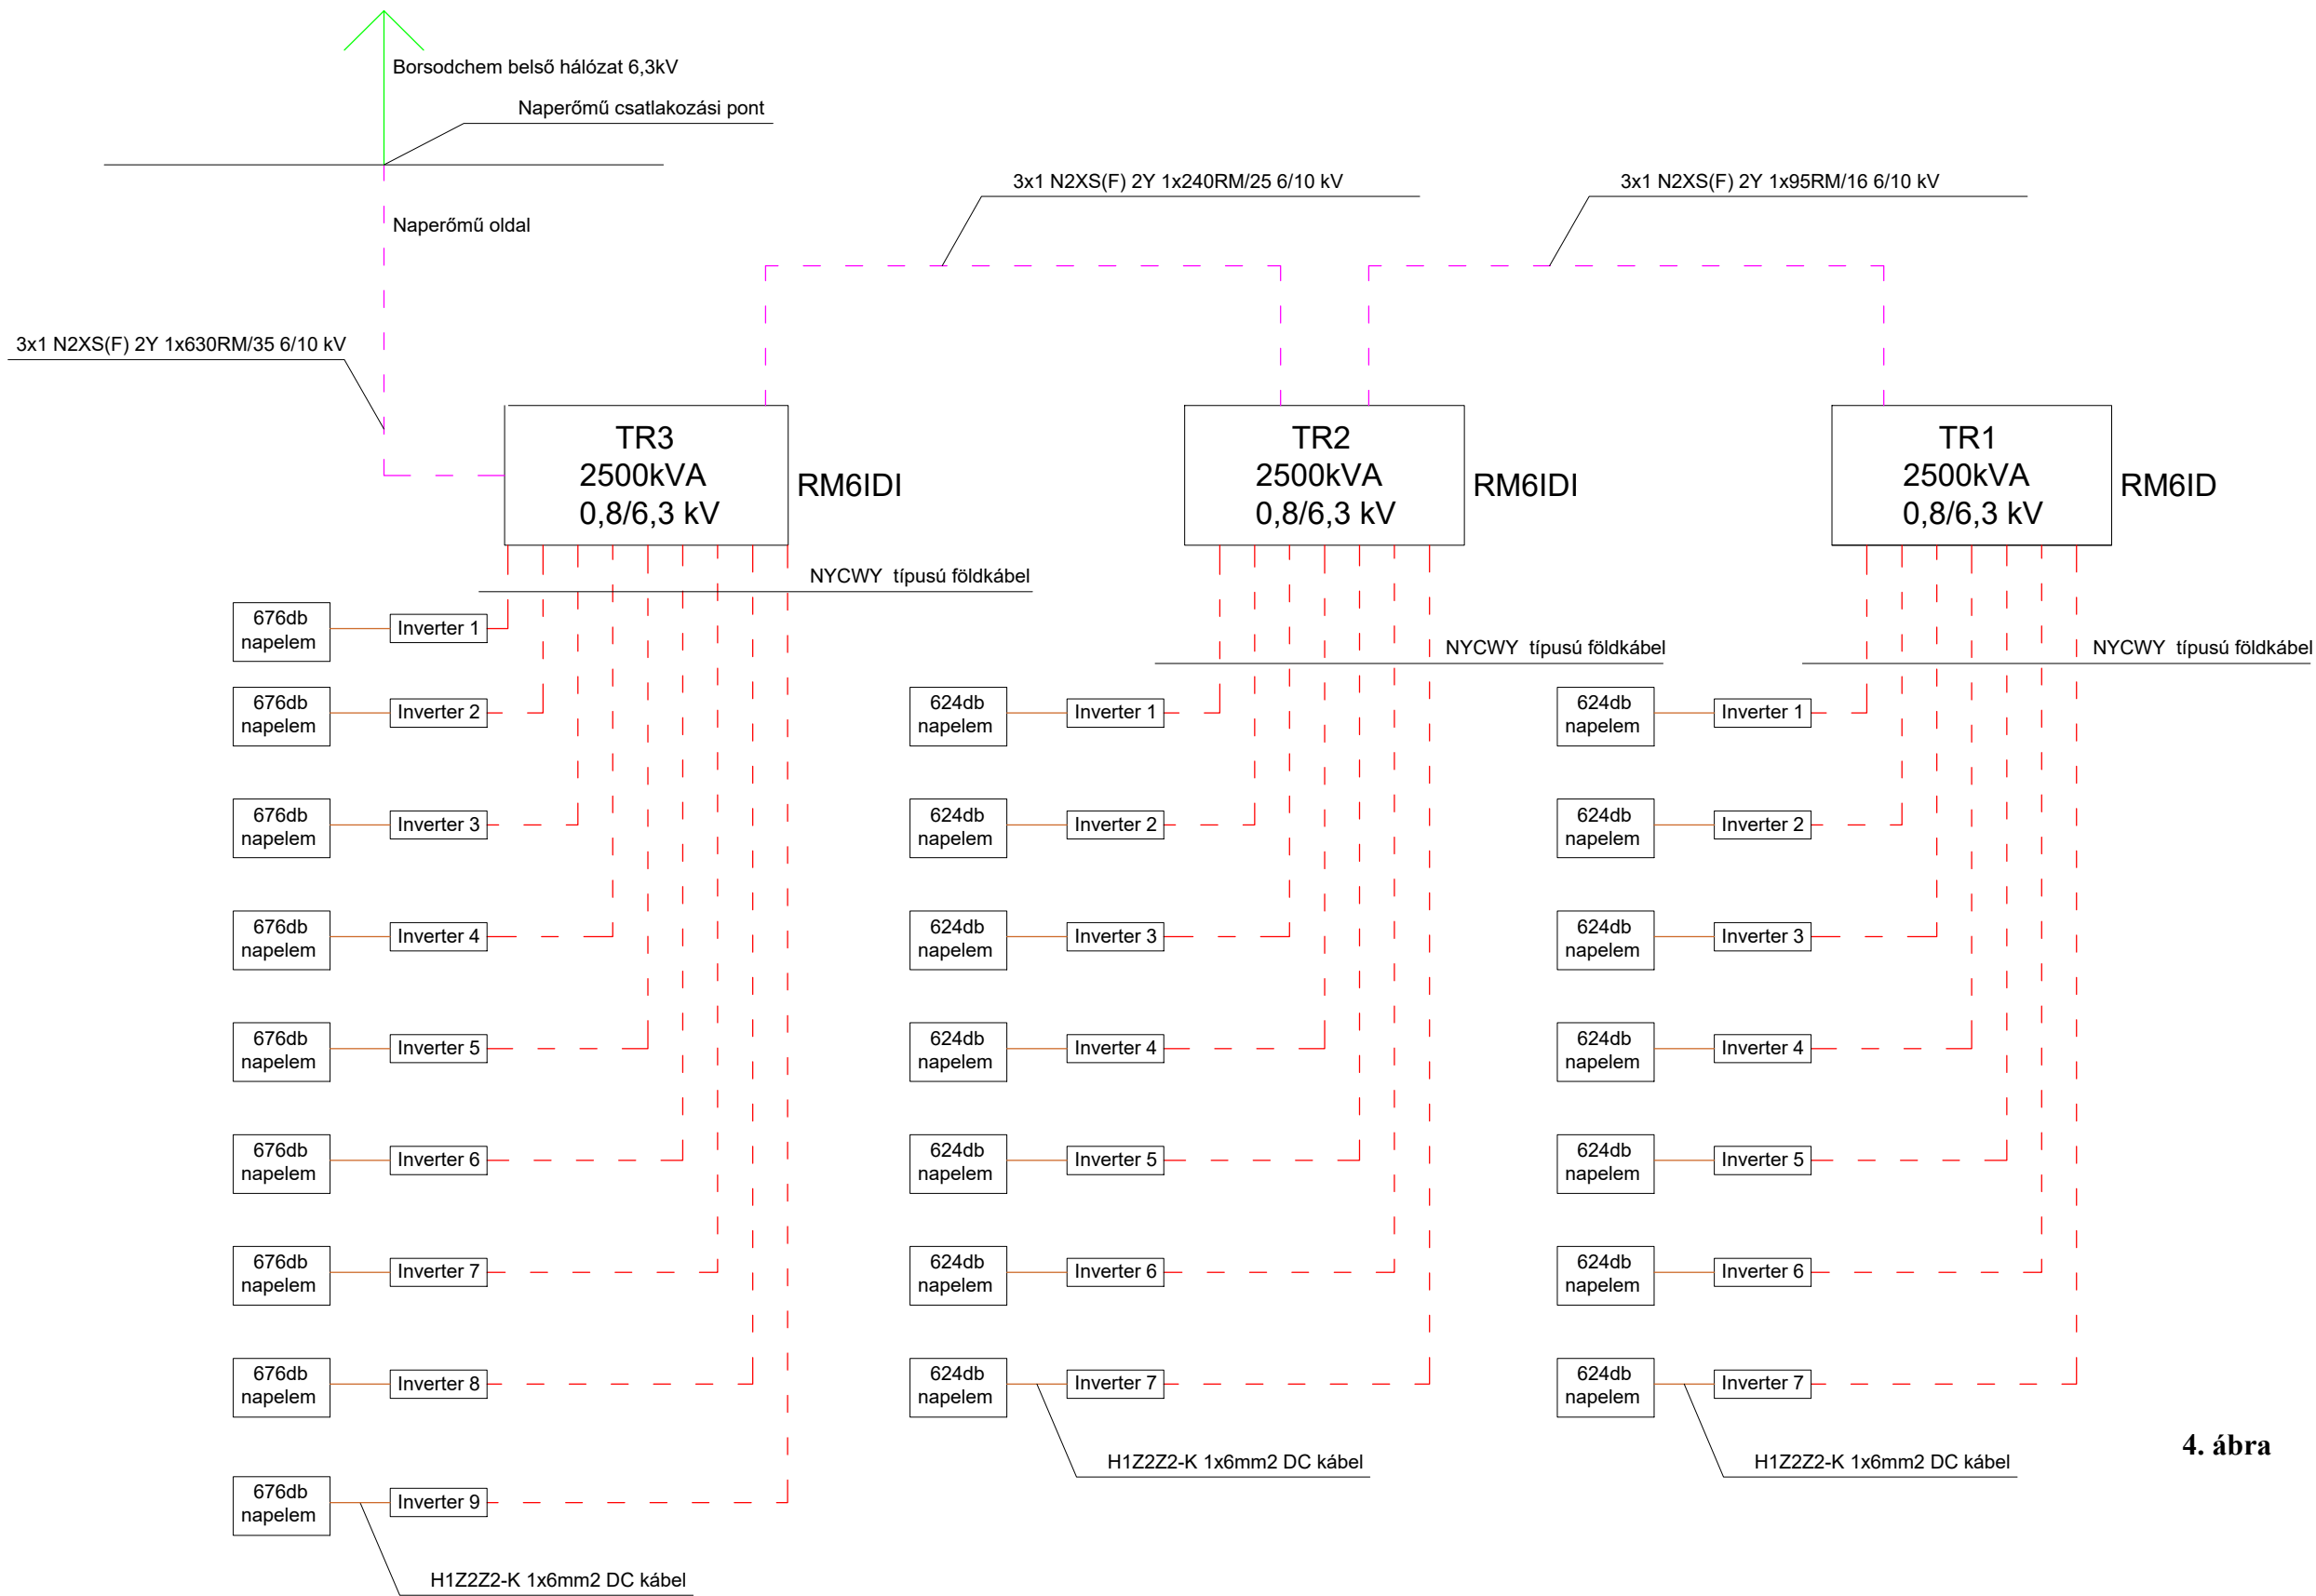 Borsodchem belső hálózat 6,3kV
Naperőmű csatlakozási pont
3x1 N2XS(F) 2Y 1x240RM/25 6/10 kV
3x1 N2XS(F) 2Y 1x95RM/16 6/10 kV
Naperőmű oldal
3x1 N2XS(F) 2Y 1x630RM/35 6/10 kV
TR3
2500kVA
0,8/6,3 kV
RM6IDI
TR2
2500kVA
0,8/6,3 kV
RM6IDI
TR1
2500kVA
0,8/6,3 kV
RM6ID
NYCWY típusú földkábel
NYCWY típusú földkábel
NYCWY típusú földkábel
676db
napelem
Inverter 1
676db
napelem
Inverter 2
676db
napelem
Inverter 3
676db
napelem
Inverter 4
676db
napelem
Inverter 5
676db
napelem
Inverter 6
676db
napelem
Inverter 7
676db
napelem
Inverter 8
676db
napelem
Inverter 9
H1Z2Z2-K 1x6mm2 DC kábel
624db
napelem
Inverter 1
624db
napelem
Inverter 2
624db
napelem
Inverter 3
624db
napelem
Inverter 4
624db
napelem
Inverter 5
624db
napelem
Inverter 6
624db
napelem
Inverter 7
H1Z2Z2-K 1x6mm2 DC kábel
624db
napelem
Inverter 1
624db
napelem
Inverter 2
624db
napelem
Inverter 3
624db
napelem
Inverter 4
624db
napelem
Inverter 5
624db
napelem
Inverter 6
624db
napelem
Inverter 7
H1Z2Z2-K 1x6mm2 DC kábel
4. ábra